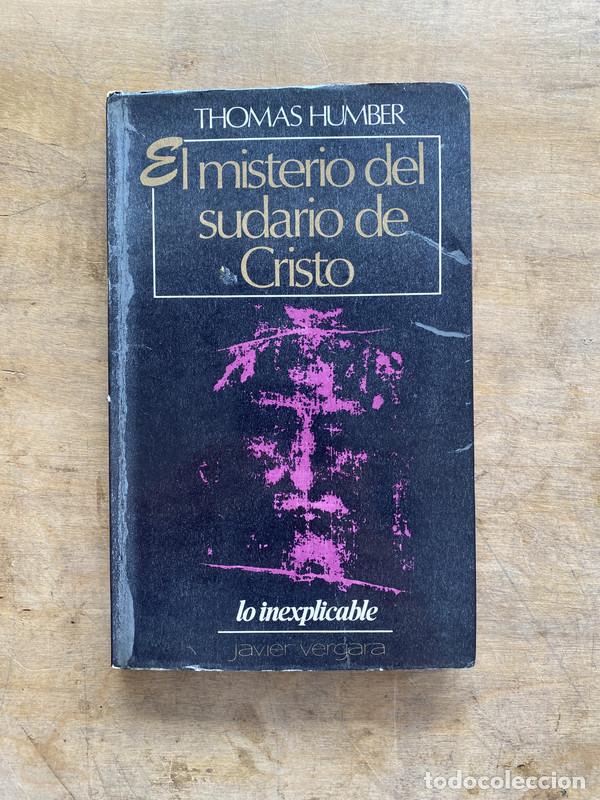 THOMAS HUMBER
El misterio del
sudario de
Cristo
lo inexplicable
javier vergara
todocoleccion